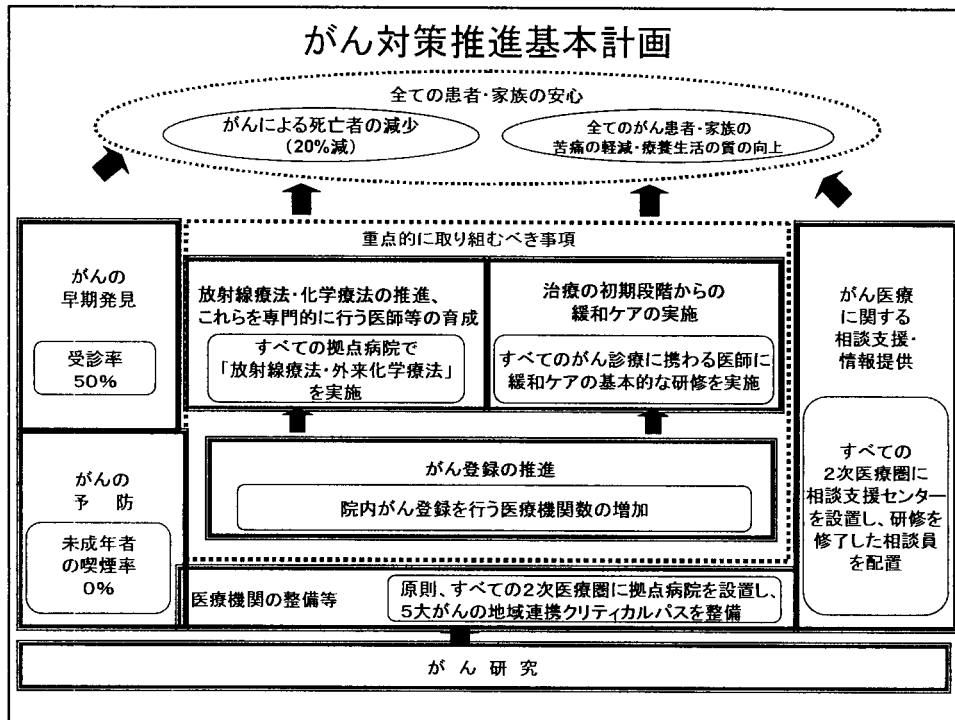 がん対策推進基本計画
全ての患者・家族の安心
がんによる死亡者の減少
(20%減)
全てのがん患者・家族の
苦痛の軽減・療養生活の質の向上
がんの
早期発見
受診率
50%
がんの
予 防
未成年者
の喫煙率
0%
重点的に取り組むべき事項
放射線療法・化学療法の推進、
これらを専門的に行う医師等の育成
すべての拠点病院で
「放射線療法・外来化学療法」
を実施
治療の初期段階からの
緩和ケアの実施
すべてのがん診療に携わる医師に
緩和ケアの基本的な研修を実施
がん登録の推進
院内がん登録を行う医療機関数の増加
医療機関の整備等
原則、すべての2次医療圏に拠点病院を設置し、
5大がんの地域連携クリティカルパスを整備
がん医療
に関する
相談支援・
情報提供
すべての
2次医療圏に
相談支援センター
を設置し、研修を
修了した相談員
を配置
が ん 研 究